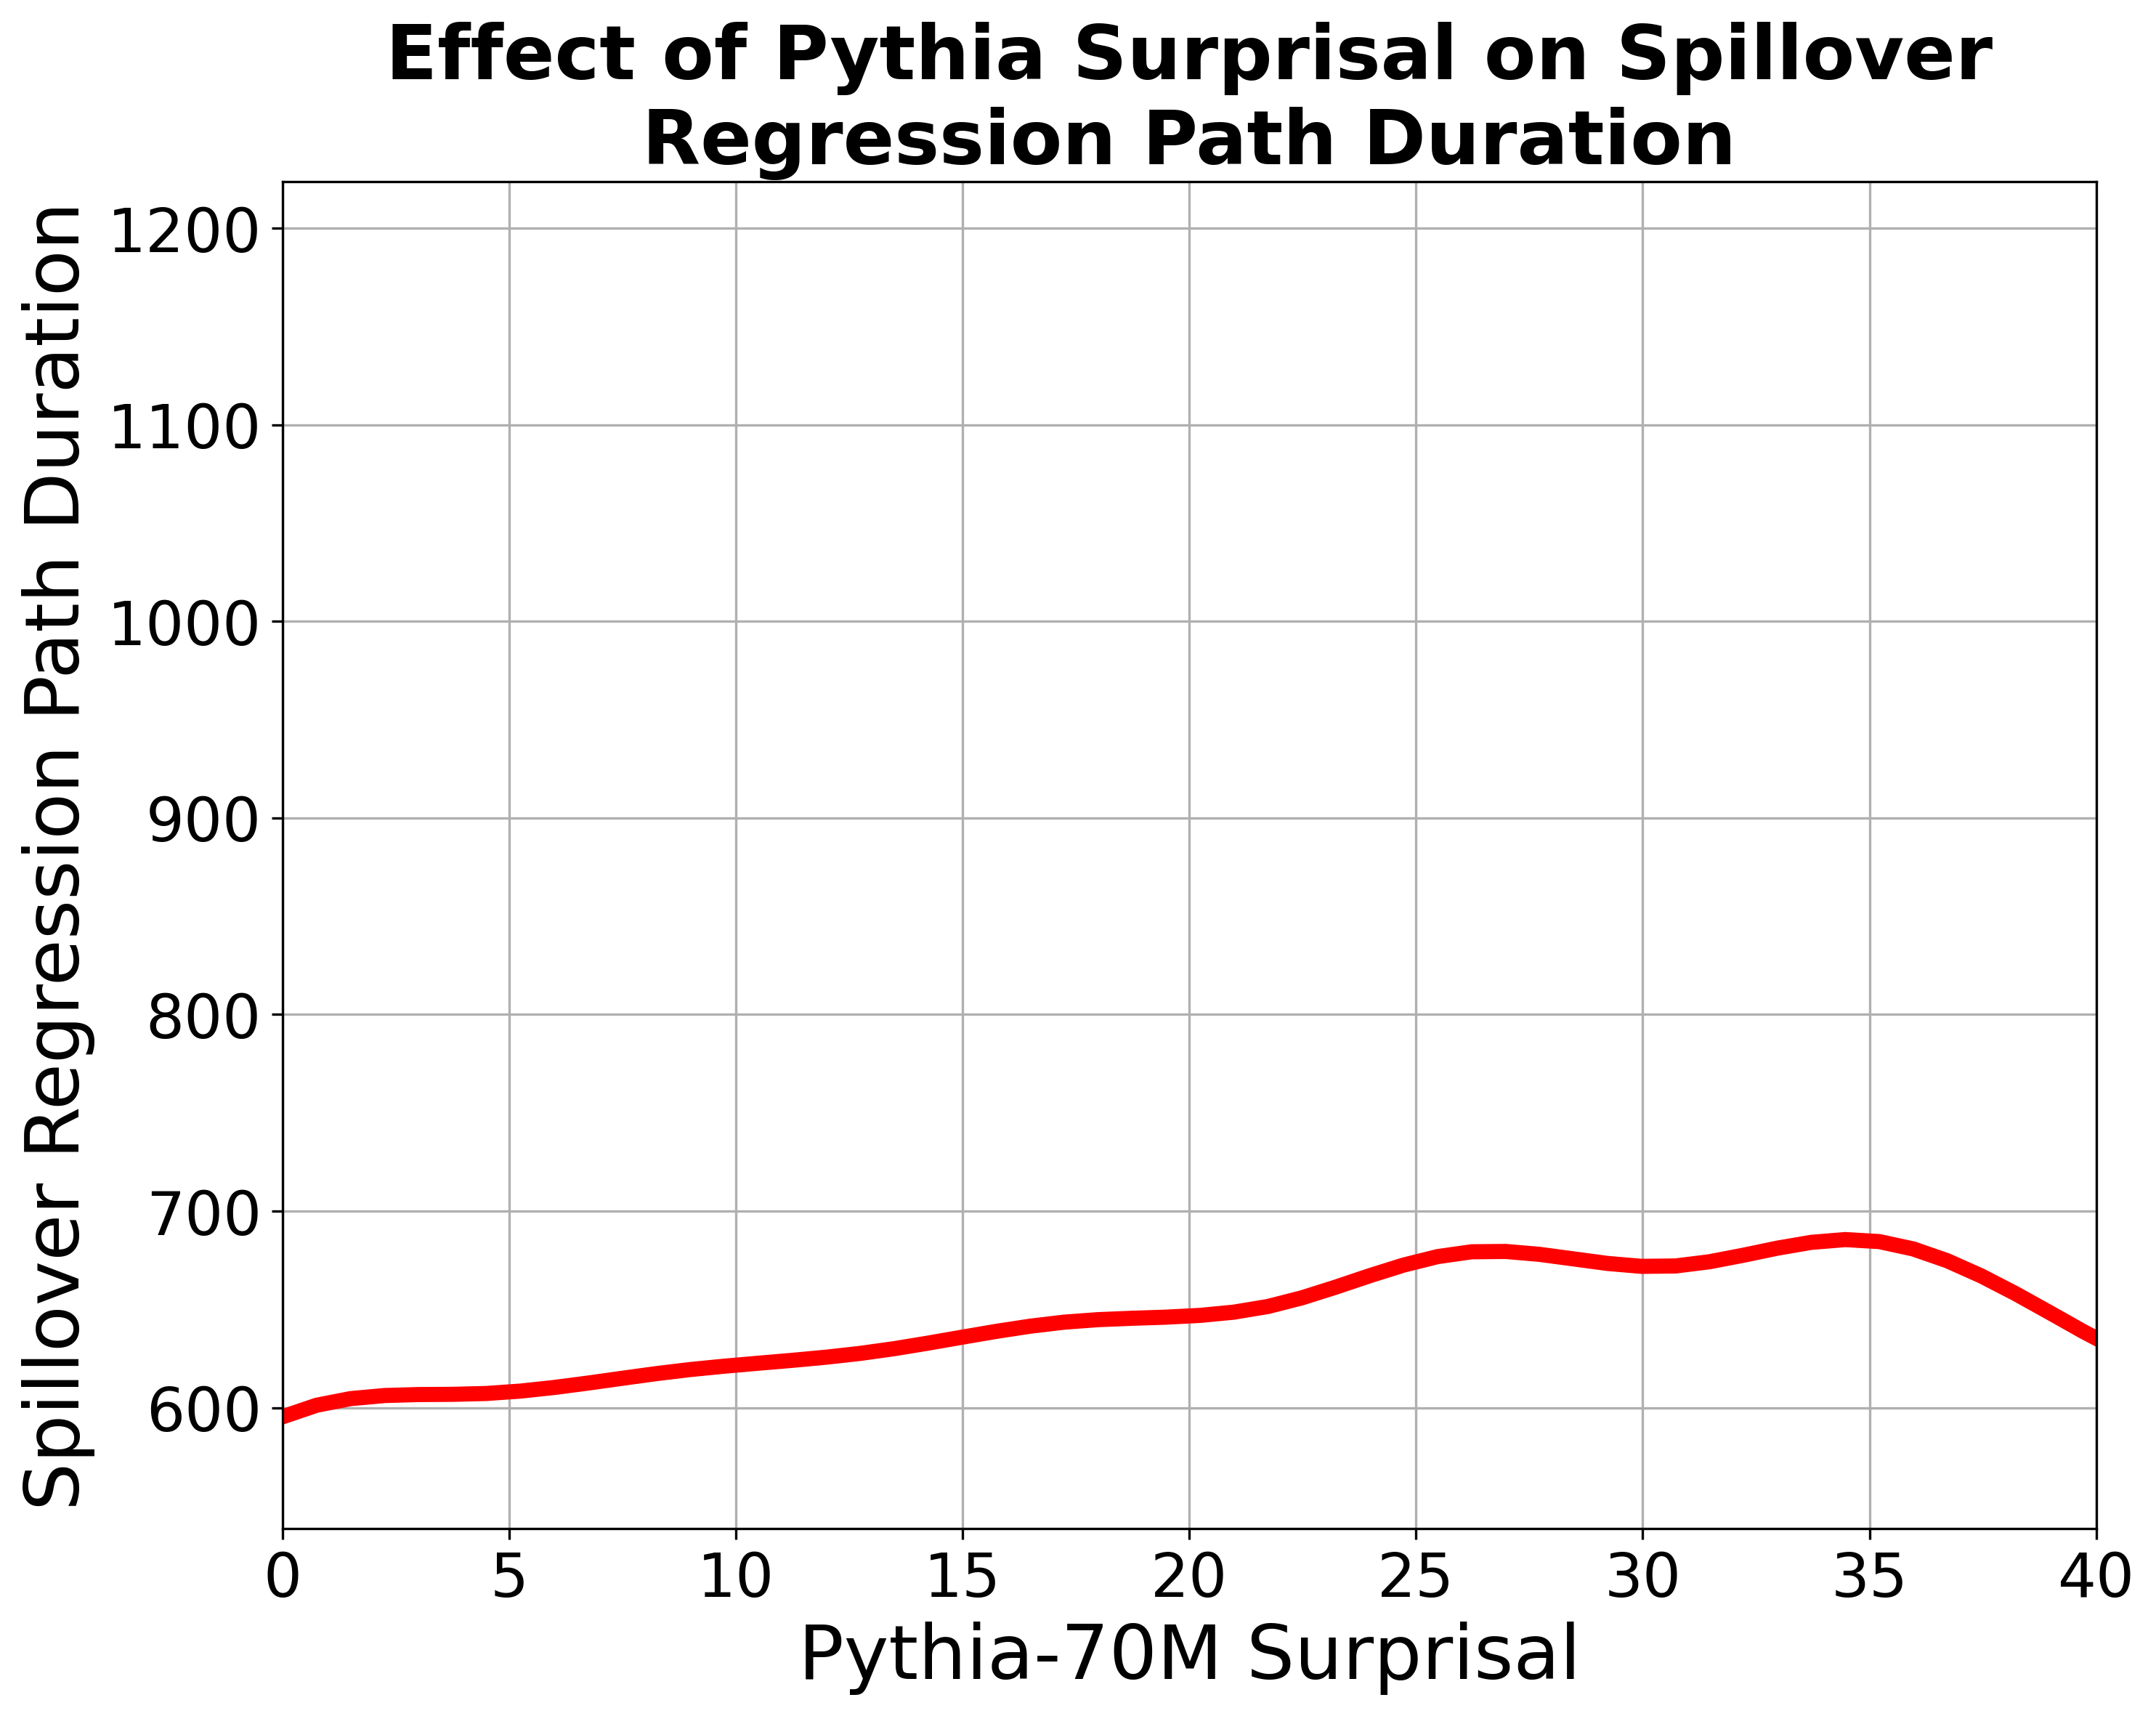 Effect of Pythia Surprisal on Spillover
Regression Path Duration
Spillover Regression Path Duration
1200
1100
1000
900
800
700
600
0 5 10 15 20 25 30 35 40
Pythia-70M Surprisal